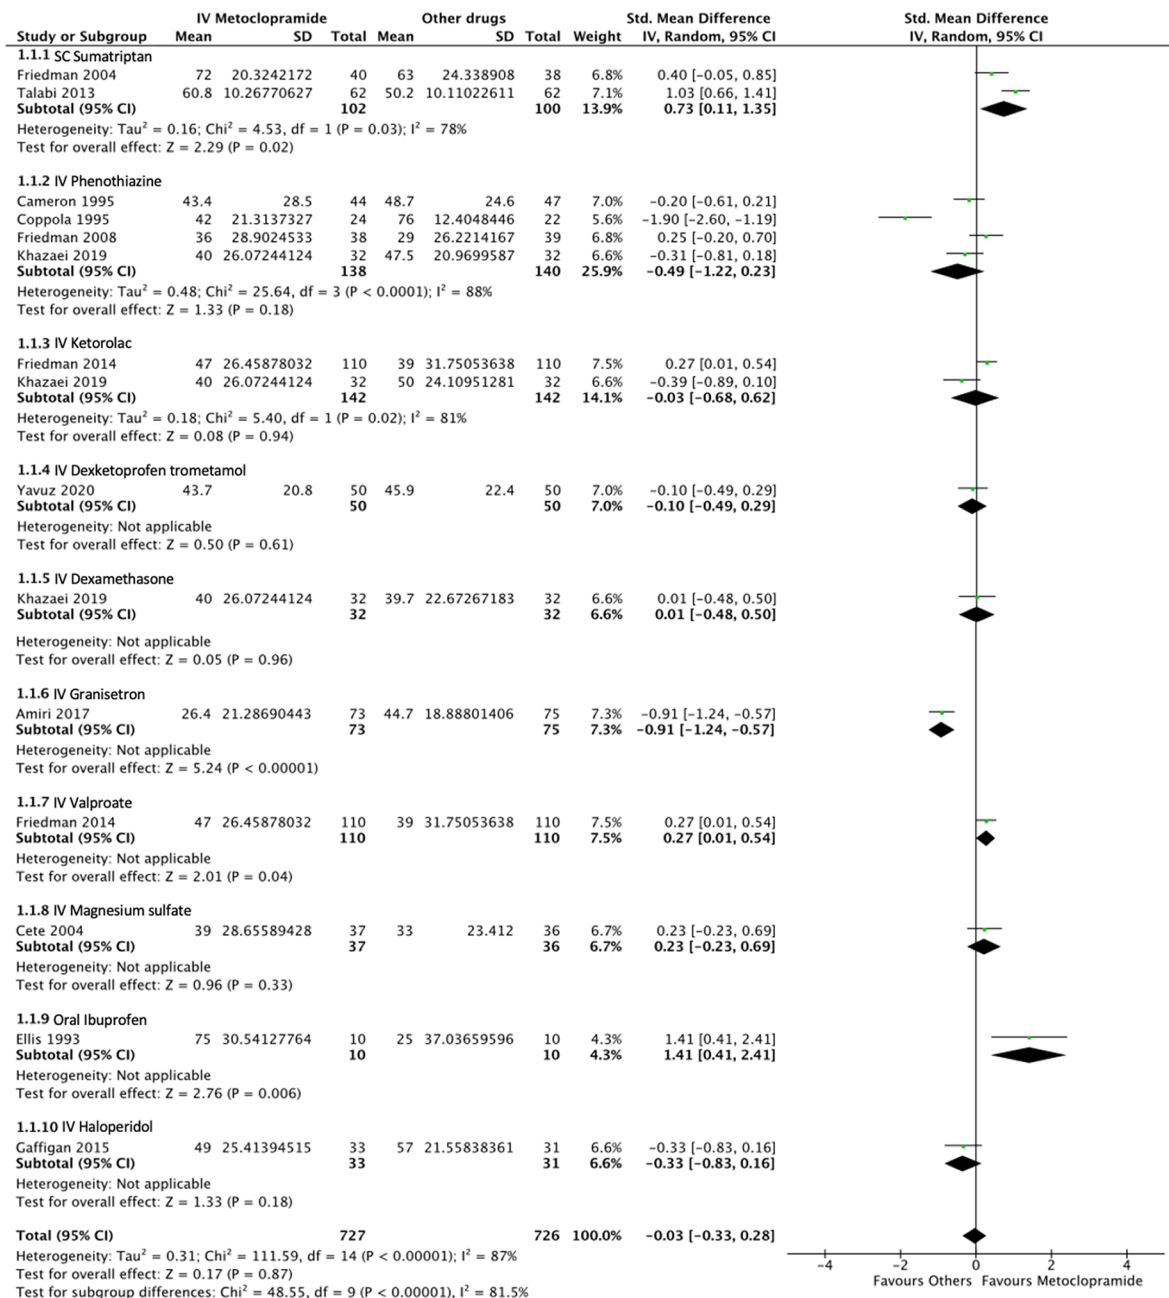 IV Metoclopramide Other drugs Std. Mean Difference Std. Mean Difference
Study or Subgroup Mean SD Total Mean SD Total Weight IV, Random, 95% CI IV, Random, 95% CI
1.1.1 SC Sumatriptan
Friedman 2004 72 20.3242172 40 63 24.338908 38 6.8% 0.40 [−0.05, 0.85]
Talabi 2013 60.8 10.26770627 62 50.2 10.11022611 62 7.1% 1.03 [0.66, 1.41]
Subtotal (95% CI) 102 100 13.9% 0.73 [0.11, 1.35]
Heterogeneity: Tau² = 0.16; Chi² = 4.53, df = 1 (P = 0.03); I² = 78%
Test for overall effect: Z = 2.29 (P = 0.02)
1.1.2 IV Phenothiazine
Cameron 1995 43.4 28.5 44 48.7 24.6 47 7.0% −0.20 [−0.61, 0.21]
Coppola 1995 42 21.3137327 24 76 12.4048446 22 5.6% −1.90 [−2.60, −1.19]
Friedman 2008 36 28.9024533 38 29 26.2214167 39 6.8% 0.25 [−0.20, 0.70]
Khazaei 2019 40 26.07244124 32 47.5 20.9699587 32 6.6% −0.31 [−0.81, 0.18]
Subtotal (95% CI) 138 140 25.9% −0.49 [−1.22, 0.23]
Heterogeneity: Tau² = 0.48; Chi² = 25.64, df = 3 (P < 0.0001); I² = 88%
Test for overall effect: Z = 1.33 (P = 0.18)
1.1.3 IV Ketorolac
Friedman 2014 47 26.45878032 110 39 31.75053638 110 7.5% 0.27 [0.01, 0.54]
Khazaei 2019 40 26.07244124 32 50 24.10951281 32 6.6% −0.39 [−0.89, 0.10]
Subtotal (95% CI) 142 142 14.1% −0.03 [−0.68, 0.62]
Heterogeneity: Tau² = 0.18; Chi² = 5.40, df = 1 (P = 0.02); I² = 81%
Test for overall effect: Z = 0.08 (P = 0.94)
1.1.4 IV Dexketoprofen trometamol
Yavuz 2020 43.7 20.8 50 45.9 22.4 50 7.0% −0.10 [−0.49, 0.29]
Subtotal (95% CI) 50 50 7.0% −0.10 [−0.49, 0.29]
Heterogeneity: Not applicable
Test for overall effect: Z = 0.50 (P = 0.61)
1.1.5 IV Dexamethasone
Khazaei 2019 40 26.07244124 32 39.7 22.67267183 32 6.6% 0.01 [−0.48, 0.50]
Subtotal (95% CI) 32 32 6.6% 0.01 [−0.48, 0.50]
Heterogeneity: Not applicable
Test for overall effect: Z = 0.05 (P = 0.96)
1.1.6 IV Granisetron
Amiri 2017 26.4 21.28690443 73 44.7 18.88801406 75 7.3% −0.91 [−1.24, −0.57]
Subtotal (95% CI) 73 75 7.3% −0.91 [−1.24, −0.57]
Heterogeneity: Not applicable
Test for overall effect: Z = 5.24 (P < 0.00001)
1.1.7 IV Valproate
Friedman 2014 47 26.45878032 110 39 31.75053638 110 7.5% 0.27 [0.01, 0.54]
Subtotal (95% CI) 110 110 7.5% 0.27 [0.01, 0.54]
Heterogeneity: Not applicable
Test for overall effect: Z = 2.01 (P = 0.04)
1.1.8 IV Magnesium sulfate
Cete 2004 39 28.65589428 37 33 23.412 36 6.7% 0.23 [−0.23, 0.69]
Subtotal (95% CI) 37 36 6.7% 0.23 [−0.23, 0.69]
Heterogeneity: Not applicable
Test for overall effect: Z = 0.96 (P = 0.33)
1.1.9 Oral Ibuprofen
Ellis 1993 75 30.54127764 10 25 37.03659596 10 4.3% 1.41 [0.41, 2.41]
Subtotal (95% CI) 10 10 4.3% 1.41 [0.41, 2.41]
Heterogeneity: Not applicable
Test for overall effect: Z = 2.76 (P = 0.006)
1.1.10 IV Haloperidol
Gaffigan 2015 49 25.41394515 33 57 21.55838361 31 6.6% −0.33 [−0.83, 0.16]
Subtotal (95% CI) 33 31 6.6% −0.33 [−0.83, 0.16]
Heterogeneity: Not applicable
Test for overall effect: Z = 1.33 (P = 0.18)
Total (95% CI) 727 726 100.0% −0.03 [−0.33, 0.28]
Heterogeneity: Tau² = 0.31; Chi² = 111.59, df = 14 (P < 0.00001); I² = 87%
Test for overall effect: Z = 0.17 (P = 0.87)
Test for subgroup differences: Chi² = 48.55, df = 9 (P < 0.00001), I² = 81.5%
−4 −2 0 2 4
Favours Others Favours Metoclopramide